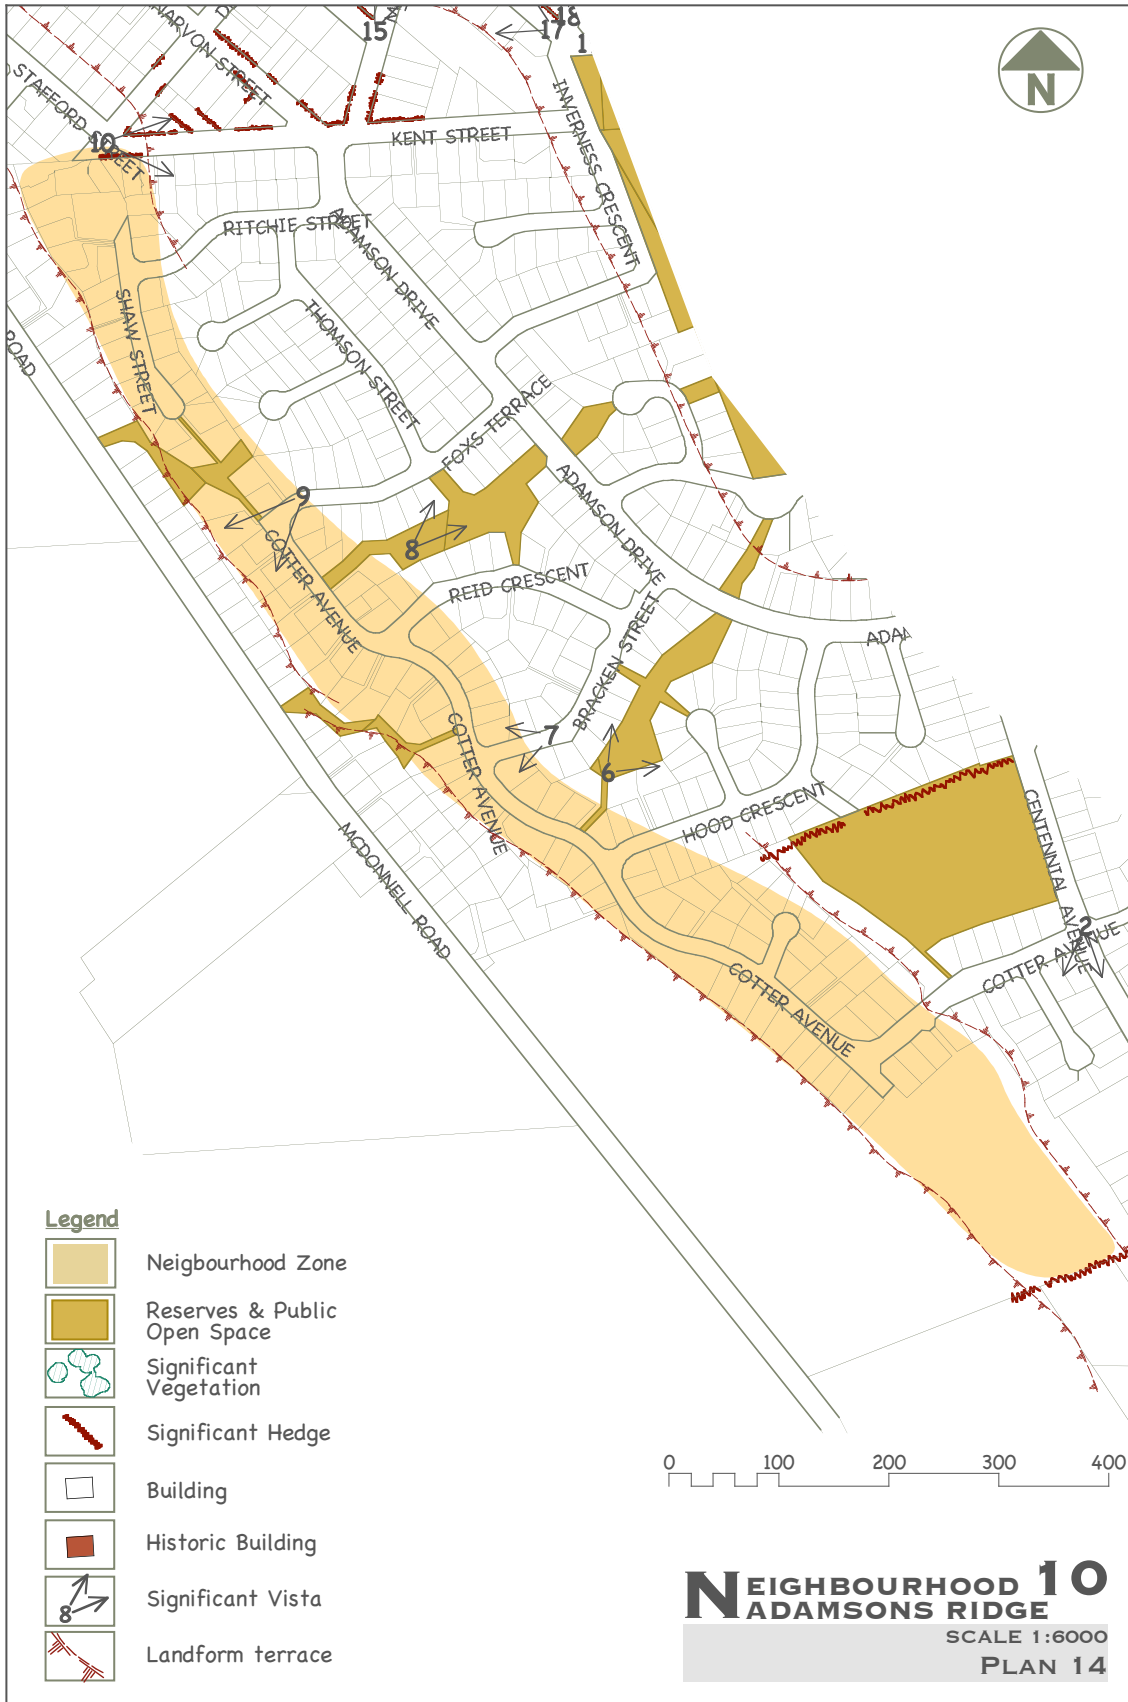 15
17
18
1
N
NARVON STREET
STAFFORD STREET
10
KENT STREET
INVERNESS CRESCENT
RITCHIE STREET
ADAMSON DRIVE
SHAW STREET
THOMSON STREET
ROAD
FOXS TERRACE
9
8
ADAMSON DRIVE
COTTER AVENUE
REID CRESCENT
BRACKEN STREET
ADAM
7
6
COTTER AVENUE
HOOD CRESCENT
MCDONNELL ROAD
CENTENNIAL AVENUE
2
COTTER AVENUE
COTTER AVENUE
Legend
Neigbourhood Zone
Reserves & Public
Open Space
Significant
Vegetation
Significant Hedge
Building
Historic Building
8
Significant Vista
Landform terrace
0 100 200 300 400
NEIGHBOURHOOD 10
ADAMSONS RIDGE
SCALE 1:6000
PLAN 14